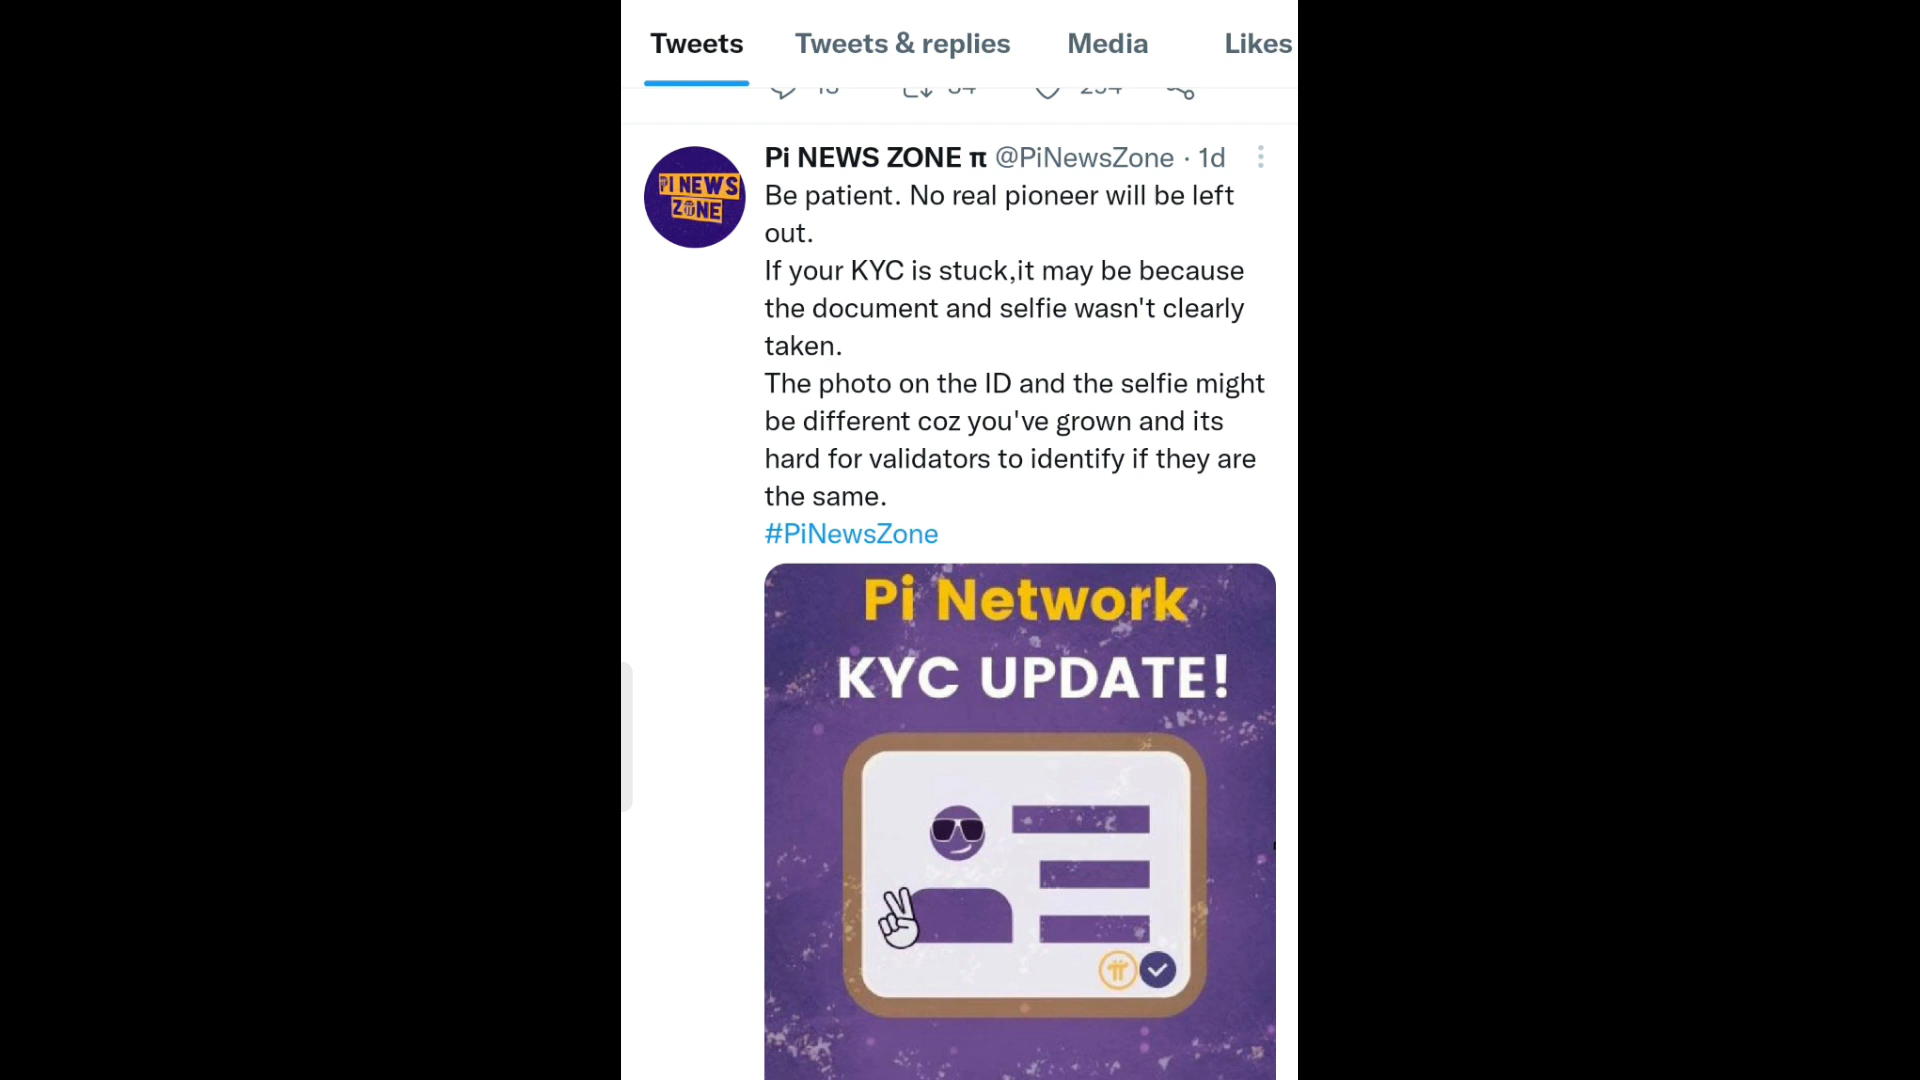 Tweets Tweets & replies Media Likes
Pi NEWS ZONE π @PiNewsZone · 1d
PI NEWS
ZONE
Be patient. No real pioneer will be left
out.
If your KYC is stuck,it may be because
the document and selfie wasn't clearly
taken.
The photo on the ID and the selfie might
be different coz you've grown and its
hard for validators to identify if they are
the same.
#PiNewsZone
Pi Network
KYC UPDATE!